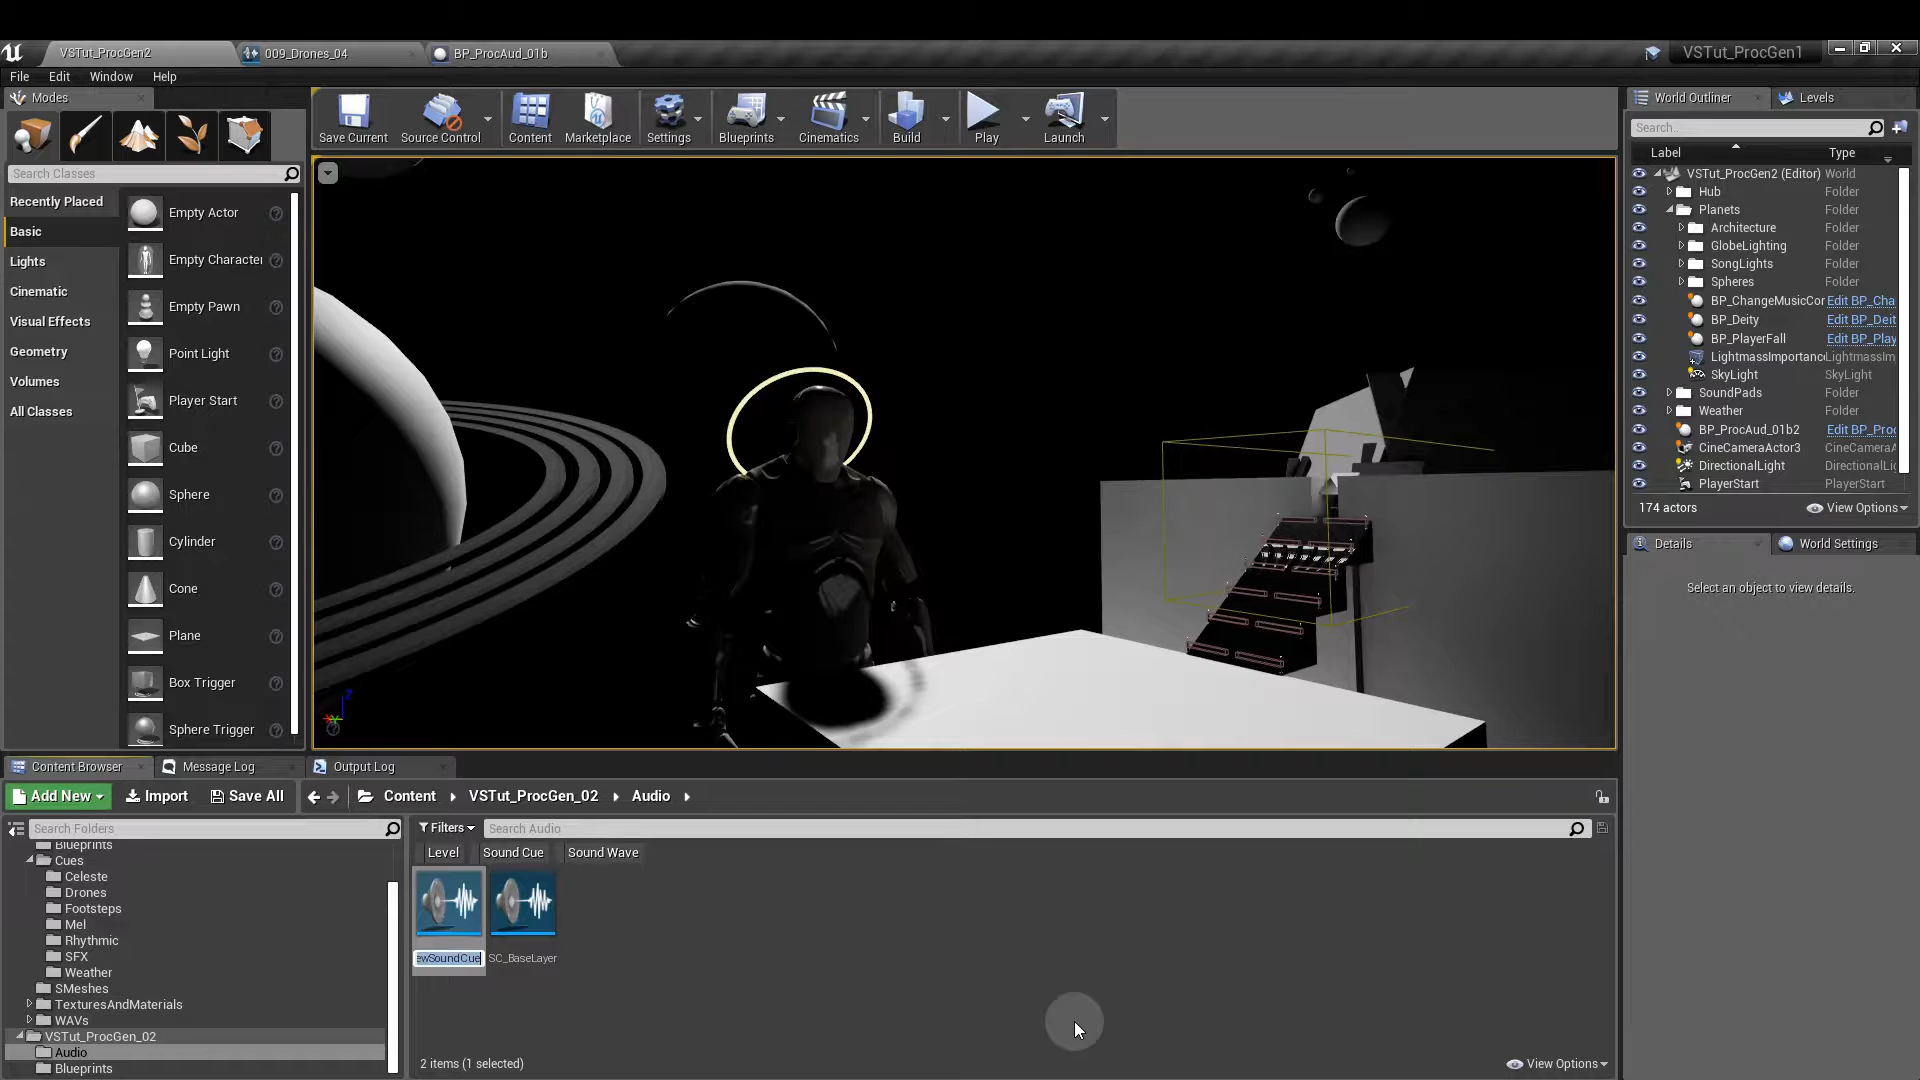 VSTut_ProcGen2
009_Drones_04
BP_ProcAud_01b
VSTut_ProcGen1
File
Edit
Window
Help
Modes
World Outliner
Levels
Save Current
Source Control
Content
Marketplace
Settings
Blueprints
Cinematics
Build
Play
Launch
Search...
Label
Type
Search Classes
Recently Placed
Basic
Lights
Cinematic
Visual Effects
Geometry
Volumes
All Classes
Empty Actor
Empty Character
Empty Pawn
Point Light
Player Start
Cube
Sphere
Cylinder
Cone
Plane
Box Trigger
Sphere Trigger
VSTut_ProcGen2 (Editor) World
Hub Folder
Planets Folder
Architecture Folder
GlobeLighting Folder
SongLights Folder
Spheres Folder
BP_ChangeMusicCor Edit BP_Cha
BP_Deity Edit BP_Deit
BP_PlayerFall Edit BP_Play
LightmassImportance LightmassIm
SkyLight SkyLight
SoundPads Folder
Weather Folder
BP_ProcAud_01b2 Edit BP_Proc
CineCameraActor3 CineCameraA
DirectionalLight DirectionalLig
PlayerStart PlayerStart
174 actors
View Options
Details
World Settings
Select an object to view details.
Z
Content Browser
Message Log
Output Log
Add New
Import
Save All
Content
VSTut_ProcGen_02
Audio
Search Folders
Filters
Search Audio
Level
Sound Cue
Sound Wave
Blueprints
Cues
Celeste
Drones
Footsteps
Mel
Rhythmic
SFX
Weather
SMeshes
TexturesAndMaterials
WAVs
VSTut_ProcGen_02
Audio
Blueprints
ewSoundCue
SC_BaseLayer
2 items (1 selected)
View Options